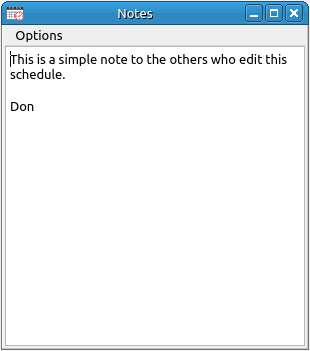 Notes
Options
This is a simple note to the others who edit this
schedule.
Don